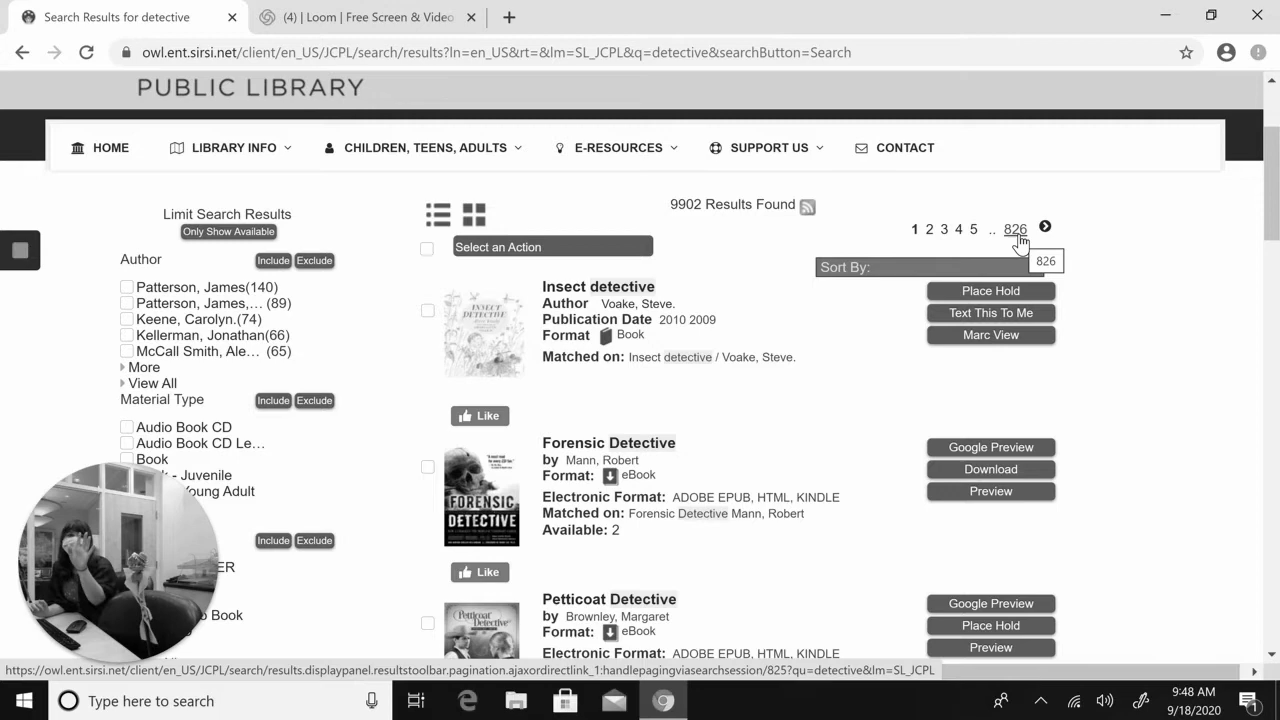 Search Results for detective
(4) | Loom | Free Screen & Video
owl.ent.sirsi.net/client/en_US/JCPL/search/results?ln=en_US&rt=&lm=SL_JCPL&q=detective&searchButton=Search
PUBLIC LIBRARY
HOME LIBRARY INFO CHILDREN, TEENS, ADULTS E-RESOURCES SUPPORT US CONTACT
Limit Search Results
Only Show Available
Author Include Exclude
Patterson, James(140)
Patterson, James,... (89)
Keene, Carolyn.(74)
Kellerman, Jonathan(66)
McCall Smith, Ale... (65)
More
View All
Material Type Include Exclude
Audio Book CD
Audio Book CD Le...
Book
- Juvenile
oung Adult
Include Exclude
ER
o Book
9902 Results Found
1 2 3 4 5 .. 826
826
Select an Action
Sort By:
Insect detective
Author Voake, Steve.
Publication Date 2010 2009
Format Book
Matched on: Insect detective / Voake, Steve.
Place Hold
Text This To Me
Marc View
INSECT
DETECTIVE
Like
Forensic Detective
by Mann, Robert
Format: eBook
Electronic Format: ADOBE EPUB, HTML, KINDLE
Matched on: Forensic Detective Mann, Robert
Available: 2
Google Preview
Download
Preview
FORENSIC
DETECTIVE
Like
Petticoat Detective
by Brownley, Margaret
Format: eBook
Electronic Format: ADOBE EPUB, HTML, KINDLE
Google Preview
Place Hold
Preview
Petticoat
Detective
https://owl.ent.sirsi.net/client/en_US/JCPL/search/results.displaypanel.resultstoolbar.pagination.ajaxordirectlink_1:handlepagingviasearchsession/825?qu=detective&lm=SL_JCPL
Type here to search
9:48 AM
9/18/2020
1